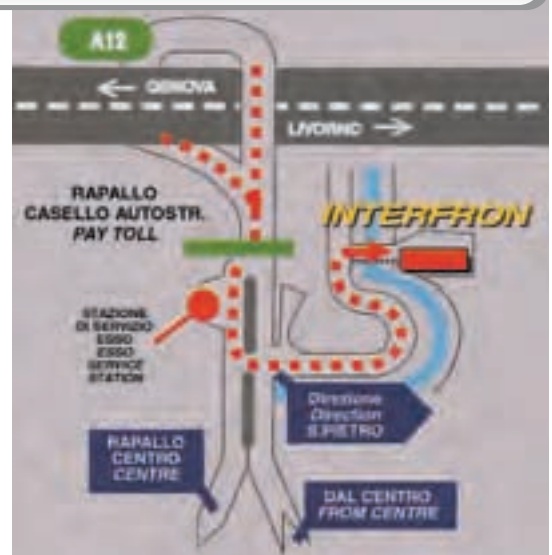 A12
GENOVA
LIVORNO
RAPALLO
CASELLO AUTOSTR.
PAY TOLL
INTERFRON
STAZIONE
DI SERVIZIO
ESSO
ESSO
SERVICE
STATION
Direzione
Direction
S.PIETRO
RAPALLO
CENTRO
CENTRE
DAL CENTRO
FROM CENTRE